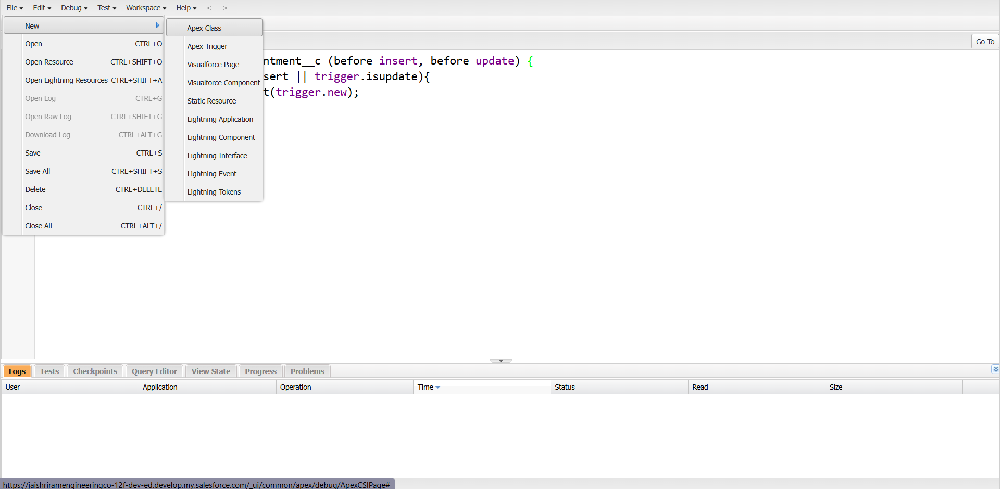 File Edit Debug Test Workspace Help < >
New
Open CTRL+O
Open Resource CTRL+SHIFT+O
Open Lightning Resources CTRL+SHIFT+A
Open Log CTRL+G
Open Raw Log CTRL+SHIFT+G
Download Log CTRL+ALT+G
Save CTRL+S
Save All CTRL+SHIFT+S
Delete CTRL+DELETE
Close CTRL+/
Close All CTRL+ALT+/
Apex Class
Apex Trigger
Visualforce Page
Visualforce Component
Static Resource
Lightning Application
Lightning Component
Lightning Interface
Lightning Event
Lightning Tokens
Go To
ntment__c (before insert, before update) {
sert || trigger.isupdate){
t(trigger.new);
Logs Tests Checkpoints Query Editor View State Progress Problems
User Application Operation Time Status Read Size
https://jaishriramengineeringco-12f-dev-ed.develop.my.salesforce.com/_ui/common/apex/debug/ApexCSIPage#